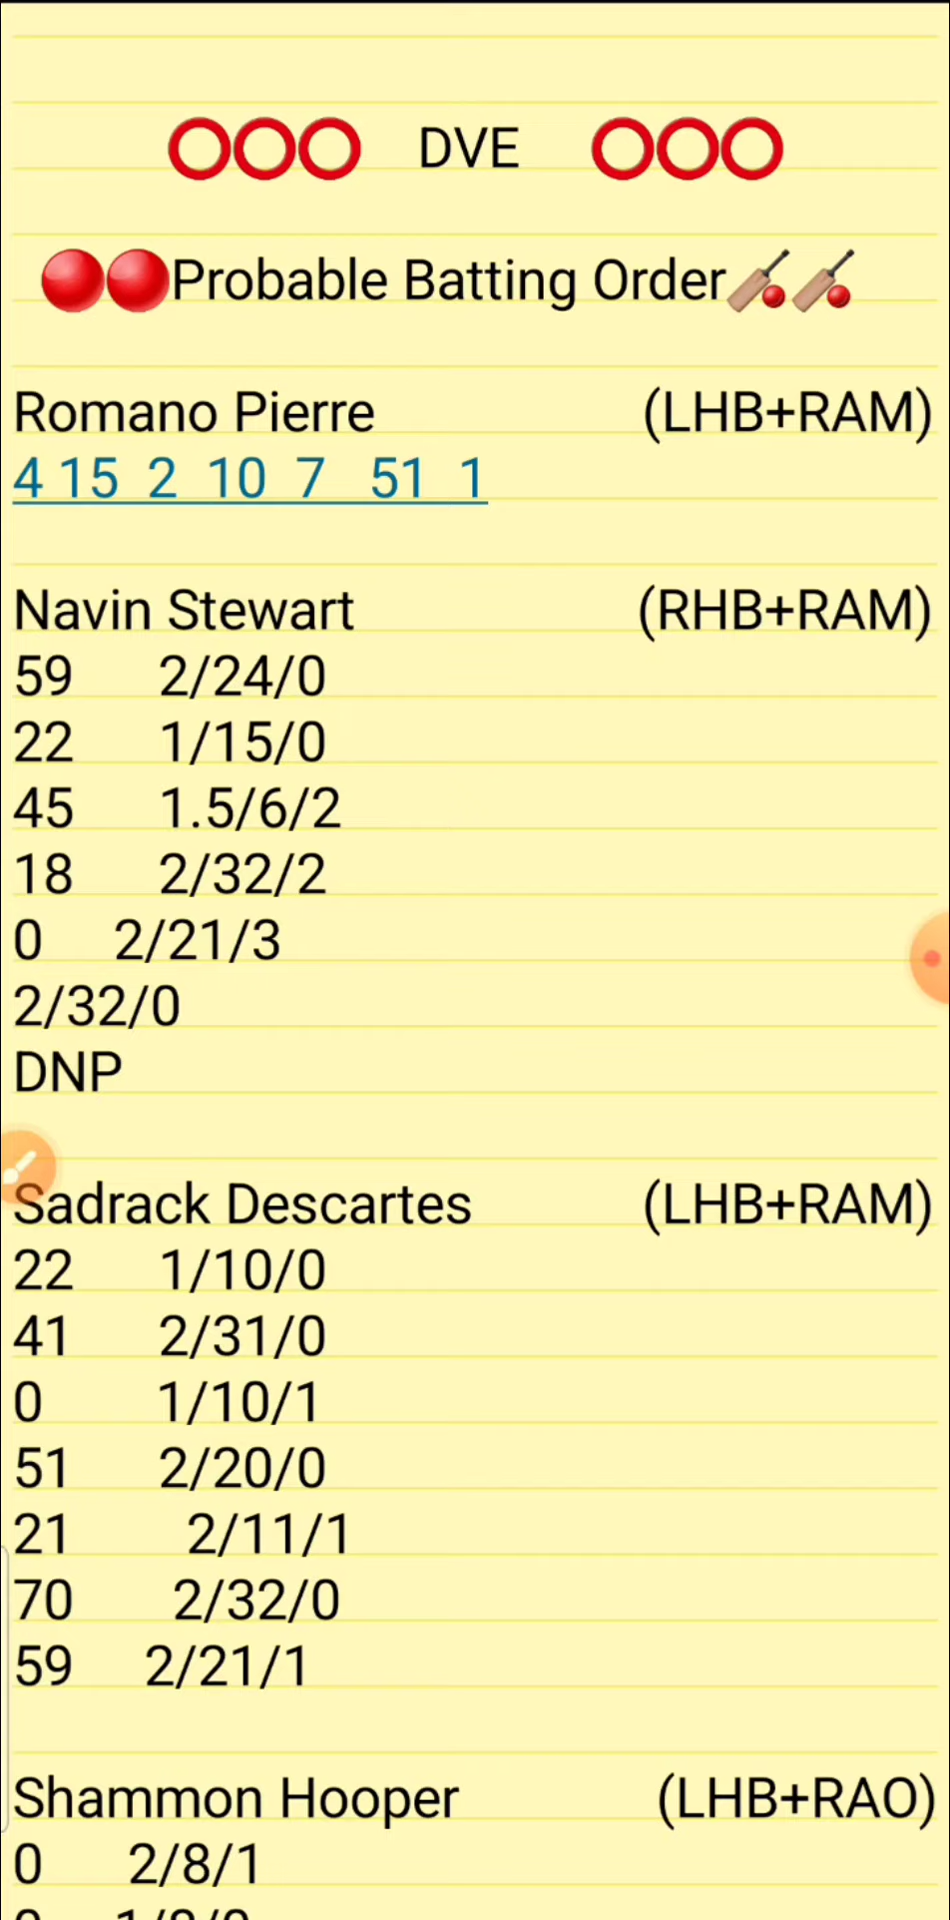 ⭕⭕⭕ DVE ⭕⭕⭕
🔴🔴Probable Batting Order🏏🏏
Romano Pierre (LHB+RAM)
4 15 2 10 7 51 1
Navin Stewart (RHB+RAM)
59 2/24/0
22 1/15/0
45 1.5/6/2
18 2/32/2
0 2/21/3
2/32/0
DNP
Sadrack Descartes (LHB+RAM)
22 1/10/0
41 2/31/0
0 1/10/1
51 2/20/0
21 2/11/1
70 2/32/0
59 2/21/1
Shammon Hooper (LHB+RAO)
0 2/8/1